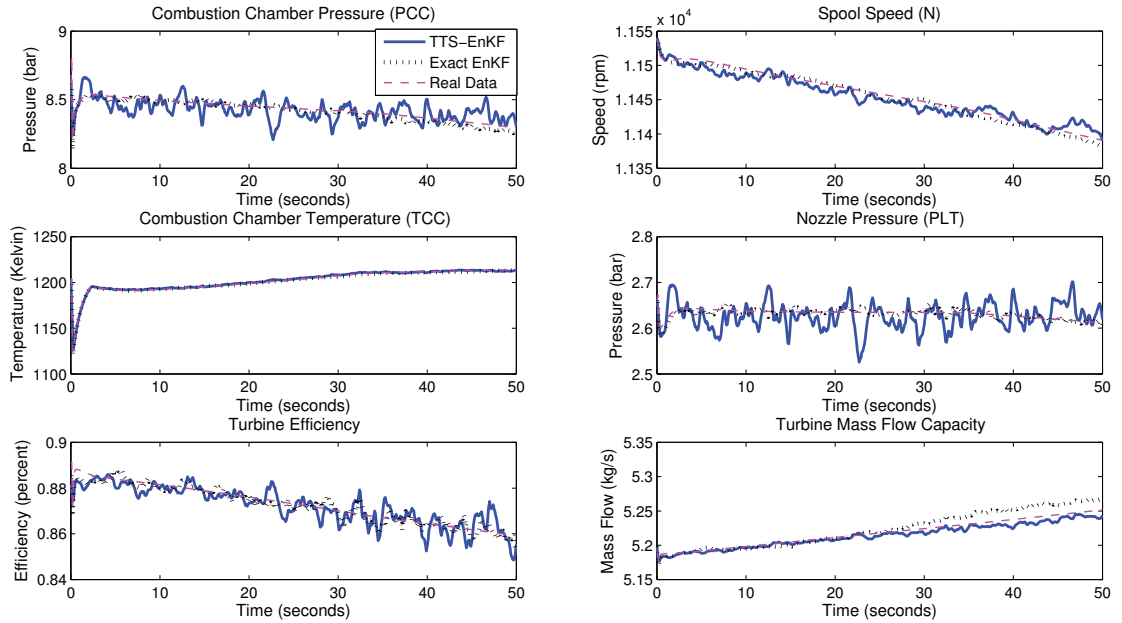 Combustion Chamber Pressure (PCC)
9
8.5
8
Pressure (bar)
0 10 20 30 40 50
Time (seconds)
TTS−EnKF
Exact EnKF
Real Data
Spool Speed (N)
x 10^4
1.155
1.15
1.145
1.14
1.135
Speed (rpm)
0 10 20 30 40 50
Time (seconds)
Combustion Chamber Temperature (TCC)
1250
1200
1150
1100
Temperature (Kelvin)
0 10 20 30 40 50
Time (seconds)
Nozzle Pressure (PLT)
2.8
2.7
2.6
2.5
Pressure (bar)
0 10 20 30 40 50
Time (seconds)
Turbine Efficiency
0.9
0.88
0.86
0.84
Efficiency (percent)
0 10 20 30 40 50
Time (seconds)
Turbine Mass Flow Capacity
5.35
5.3
5.25
5.2
5.15
Mass Flow (kg/s)
0 10 20 30 40 50
Time (seconds)